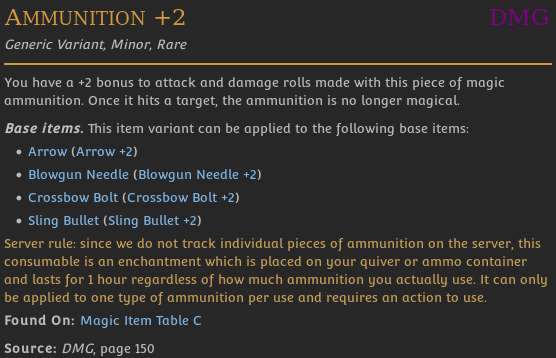 AMMUNITION +2 DMG
Generic Variant, Minor, Rare
You have a +2 bonus to attack and damage rolls made with this piece of magic
ammunition. Once it hits a target, the ammunition is no longer magical.
Base items. This item variant can be applied to the following base items:
• Arrow (Arrow +2)
• Blowgun Needle (Blowgun Needle +2)
• Crossbow Bolt (Crossbow Bolt +2)
• Sling Bullet (Sling Bullet +2)
Server rule: since we do not track individual pieces of ammunition on the server, this
consumable is an enchantment which is placed on your quiver or ammo container
and lasts for 1 hour regardless of how much ammunition you actually use. It can only
be applied to one type of ammunition per use and requires an action to use.
Found On: Magic Item Table C
Source: DMG, page 150